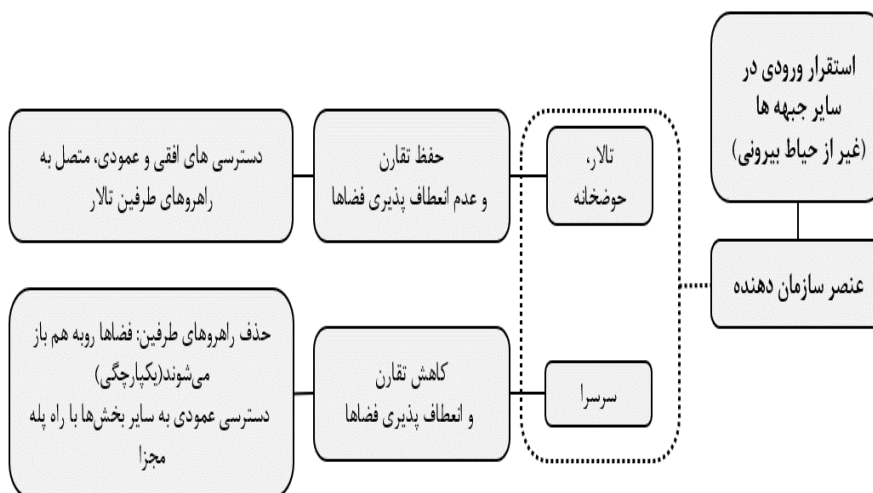 استقرار ورودی در
سایر جبهه ها
(غیر از حیاط بیرونی)
عنصر سازمان دهنده
تالار،
حوضخانه
حفظ تقارن
و عدم انعطاف پذیری فضاها
دسترسی های افقی و عمودی، متصل به
راهروهای طرفین تالار
سرسرا
کاهش تقارن
و انعطاف پذیری فضاها
حذف راهروهای طرفین: فضاها روبه هم باز
می‌شوند(یکپارچگی)
دسترسی عمودی به سایر بخش‌ها با راه پله
مجزا